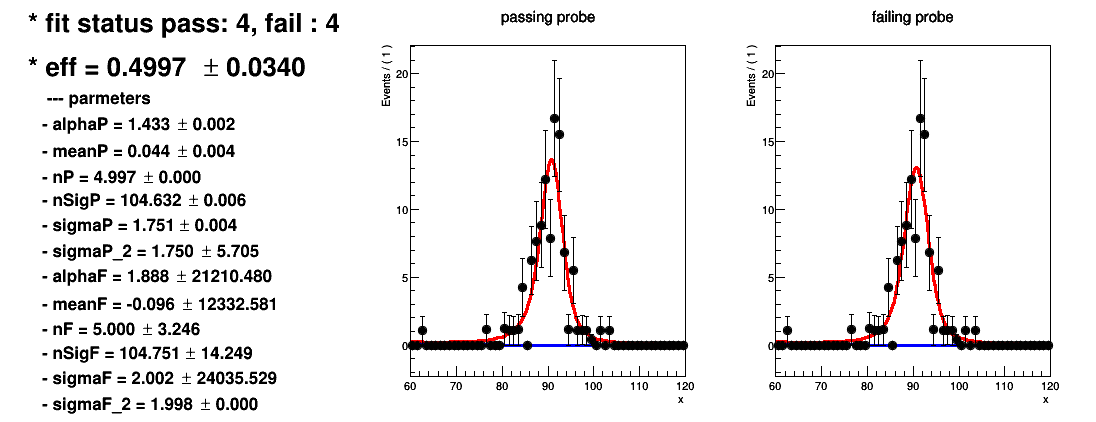 * fit status pass: 4, fail : 4
* eff = 0.4997 ± 0.0340
--- parmeters
- alphaP = 1.433 ± 0.002
- meanP = 0.044 ± 0.004
- nP = 4.997 ± 0.000
- nSigP = 104.632 ± 0.006
- sigmaP = 1.751 ± 0.004
- sigmaP_2 = 1.750 ± 5.705
- alphaF = 1.888 ± 21210.480
- meanF = -0.096 ± 12332.581
- nF = 5.000 ± 3.246
- nSigF = 104.751 ± 14.249
- sigmaF = 2.002 ± 24035.529
- sigmaF_2 = 1.998 ± 0.000
passing probe
Events / ( 1 )
20
15
10
5
0
60 70 80 90 100 110 120
x
failing probe
Events / ( 1 )
20
15
10
5
0
60 70 80 90 100 110 120
x